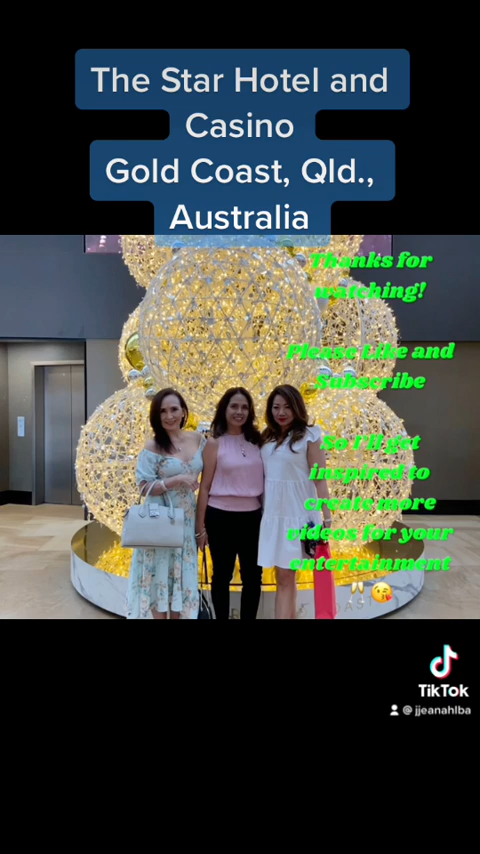 The Star Hotel and
Casino
Gold Coast, Qld.,
Australia
Thanks for
watching!
Please Like and
Subscribe
So I'll get
inspired to
create more
videos for your
entertainment
🥂😘
TikTok
@ jjeanahlba